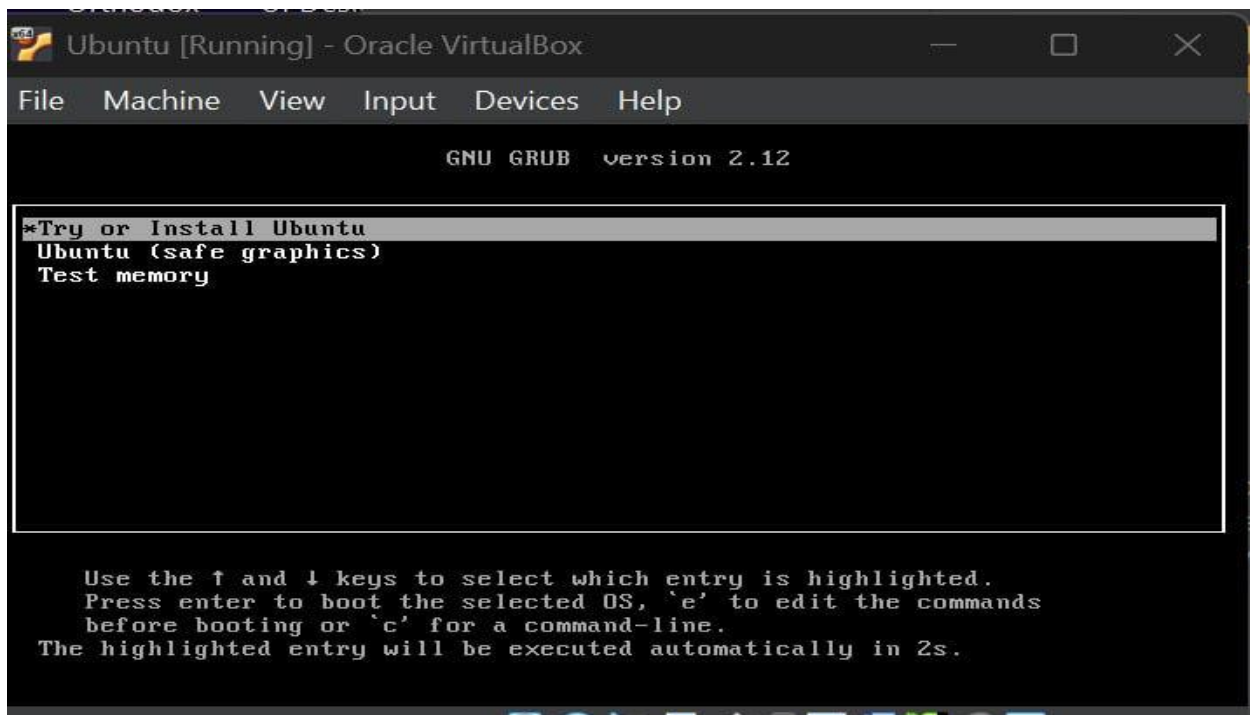 x64
Ubuntu [Running] - Oracle VirtualBox
File Machine View Input Devices Help
GNU GRUB version 2.12
*Try or Install Ubuntu
Ubuntu (safe graphics)
Test memory
Use the ↑ and ↓ keys to select which entry is highlighted.
Press enter to boot the selected OS, `e' to edit the commands
before booting or `c' for a command-line.
The highlighted entry will be executed automatically in 2s.